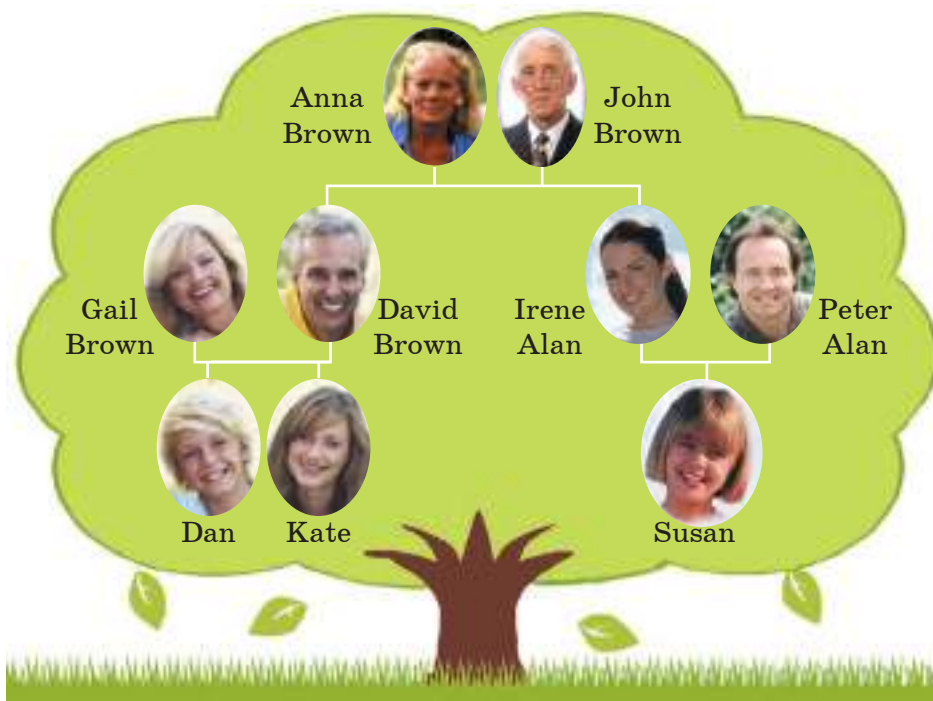 Anna
Brown
John
Brown
Gail
Brown
David
Brown
Irene
Alan
Peter
Alan
Dan
Kate
Susan